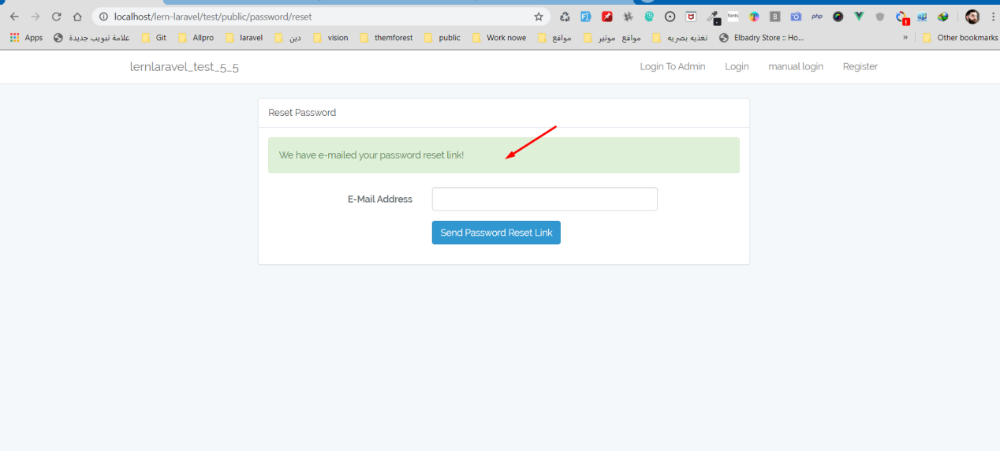 localhost/lern-laravel/test/public/password/reset
fonts
B
php
Apps علامة تبويب جديدة Git Allpro laravel دين vision themforest public Work nowe مواقع مواقع موتير تغذيه بصريه Elbadry Store :: Ho... » Other bookmarks
lernlaravel_test_5_5 Login To Admin Login manual login Register
Reset Password
We have e-mailed your password reset link!
E-Mail Address
Send Password Reset Link